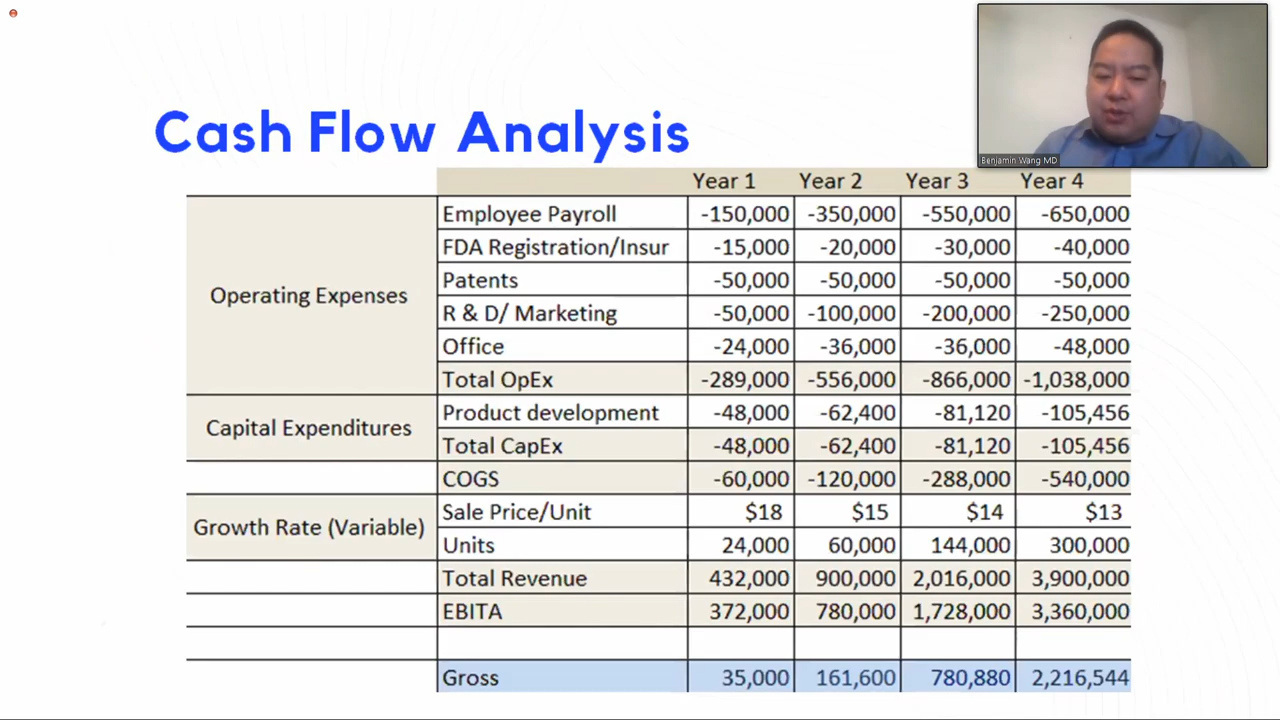 Benjamin Wang MD
Cash Flow Analysis
Year 1 Year 2 Year 3 Year 4
Operating Expenses
Employee Payroll -150,000 -350,000 -550,000 -650,000
FDA Registration/Insur -15,000 -20,000 -30,000 -40,000
Patents -50,000 -50,000 -50,000 -50,000
R & D/ Marketing -50,000 -100,000 -200,000 -250,000
Office -24,000 -36,000 -36,000 -48,000
Total OpEx -289,000 -556,000 -866,000 -1,038,000
Capital Expenditures
Product development -48,000 -62,400 -81,120 -105,456
Total CapEx -48,000 -62,400 -81,120 -105,456
COGS -60,000 -120,000 -288,000 -540,000
Growth Rate (Variable)
Sale Price/Unit $18 $15 $14 $13
Units 24,000 60,000 144,000 300,000
Total Revenue 432,000 900,000 2,016,000 3,900,000
EBITA 372,000 780,000 1,728,000 3,360,000
Gross 35,000 161,600 780,880 2,216,544